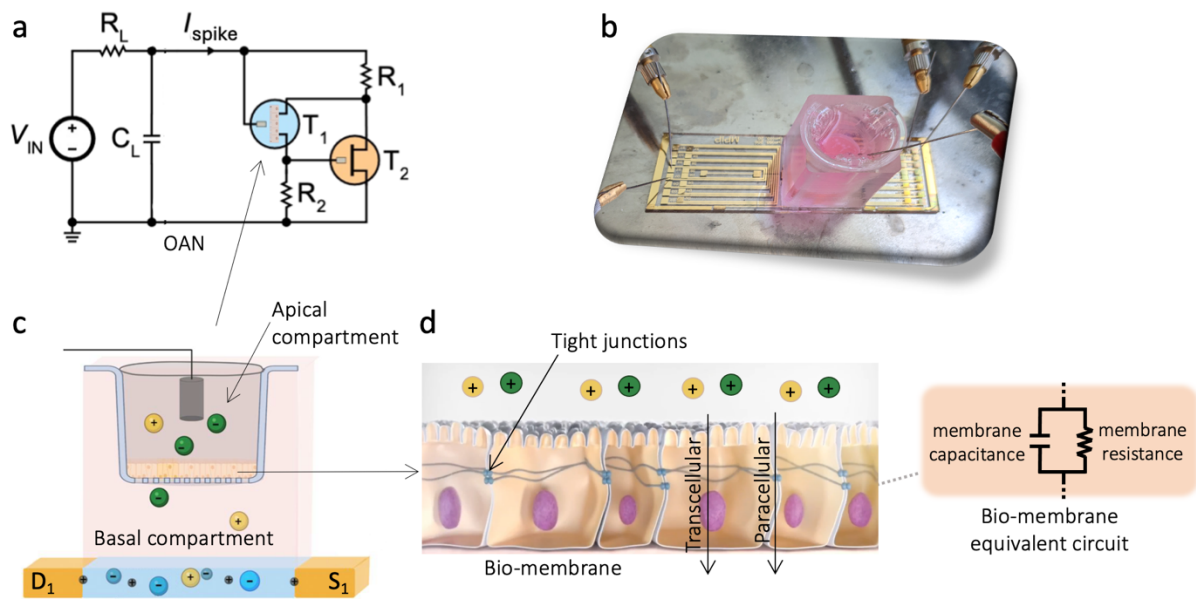 a
R_L
I_spike
R_1
V_IN
C_L
T_1
T_2
R_2
OAN
b
c
Apical
compartment
Basal compartment
D_1
S_1
d
Tight junctions
Transcellular
Paracellular
Bio-membrane
membrane
capacitance
membrane
resistance
Bio-membrane
equivalent circuit